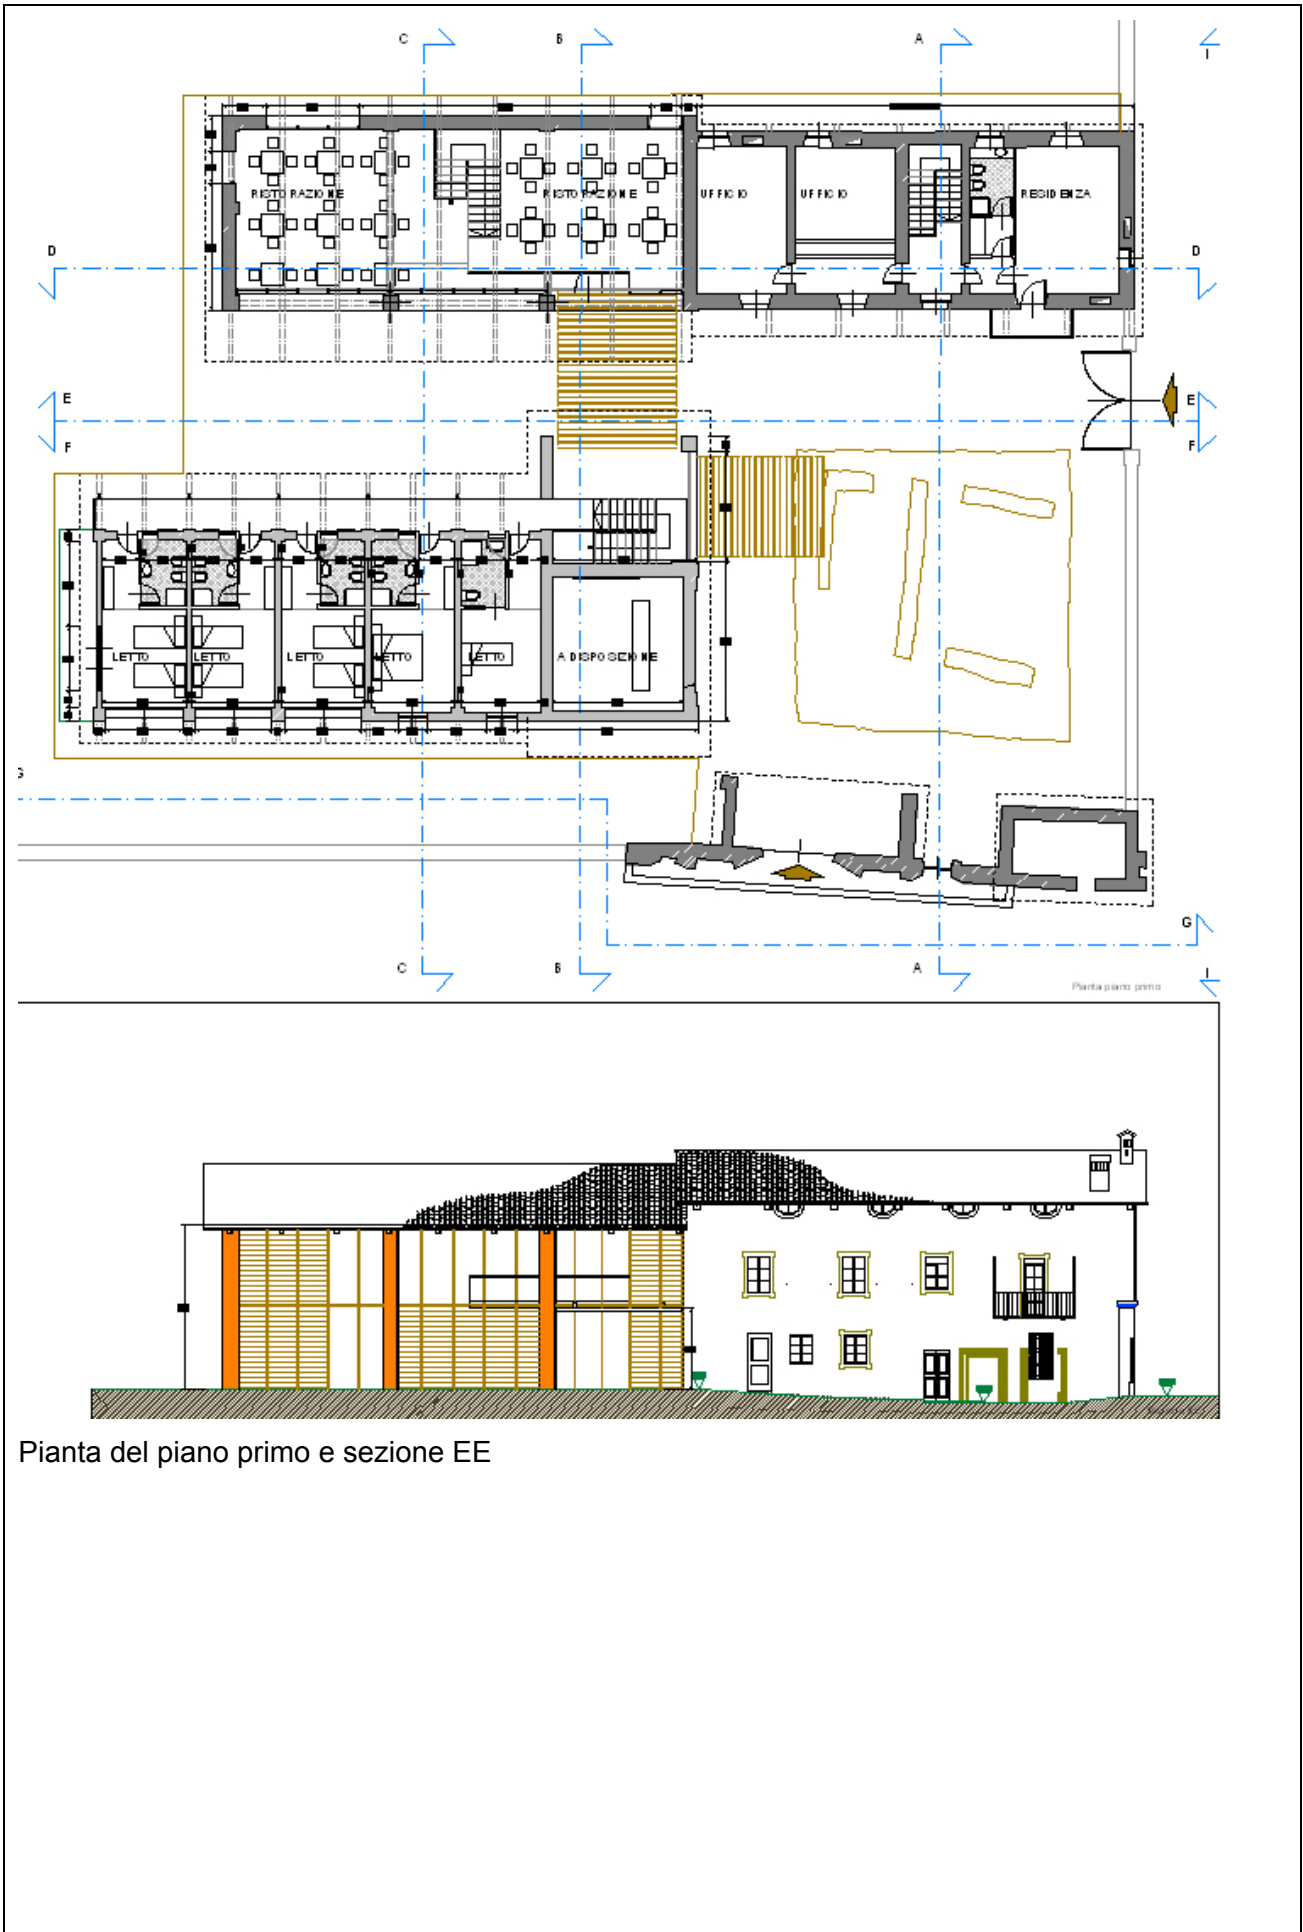 C B A I
RISTORAZIONE RISTORAZIONE UFFICIO UFFICIO RESIDENZA
D D
E E
F F
LETTO LETTO LETTO LETTO LETTO A DISPOSIZIONE
G
G
C B A I
Pianta piano primo
Pianta del piano primo e sezione EE